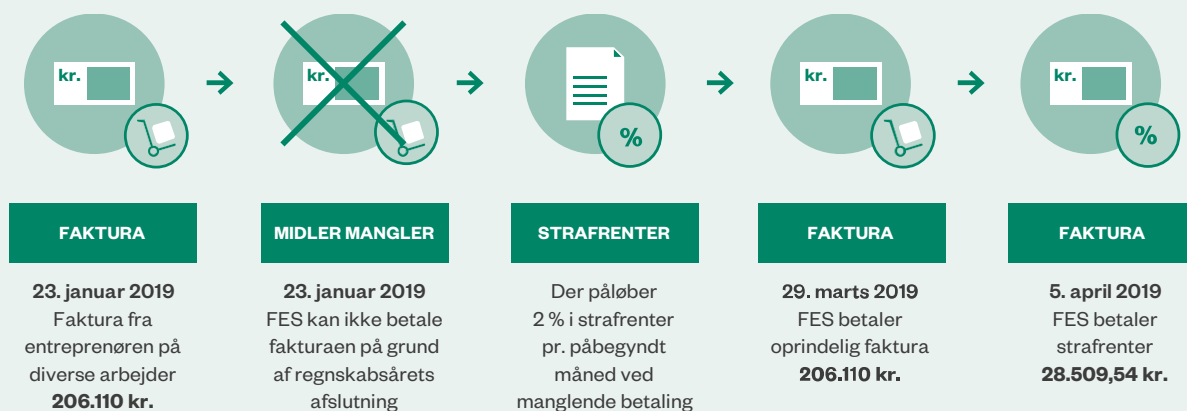 kr.
kr.
%
kr.
kr.
%
FAKTURA
23. januar 2019
Faktura fra
entreprenøren på
diverse arbejder
206.110 kr.
MIDLER MANGLER
23. januar 2019
FES kan ikke betale
fakturaen på grund
af regnskabsårets
afslutning
STRAFRENTER
Der påløber
2 % i strafrenter
pr. påbegyndt
måned ved
manglende betaling
FAKTURA
29. marts 2019
FES betaler
oprindelig faktura
206.110 kr.
FAKTURA
5. april 2019
FES betaler
strafrenter
28.509,54 kr.